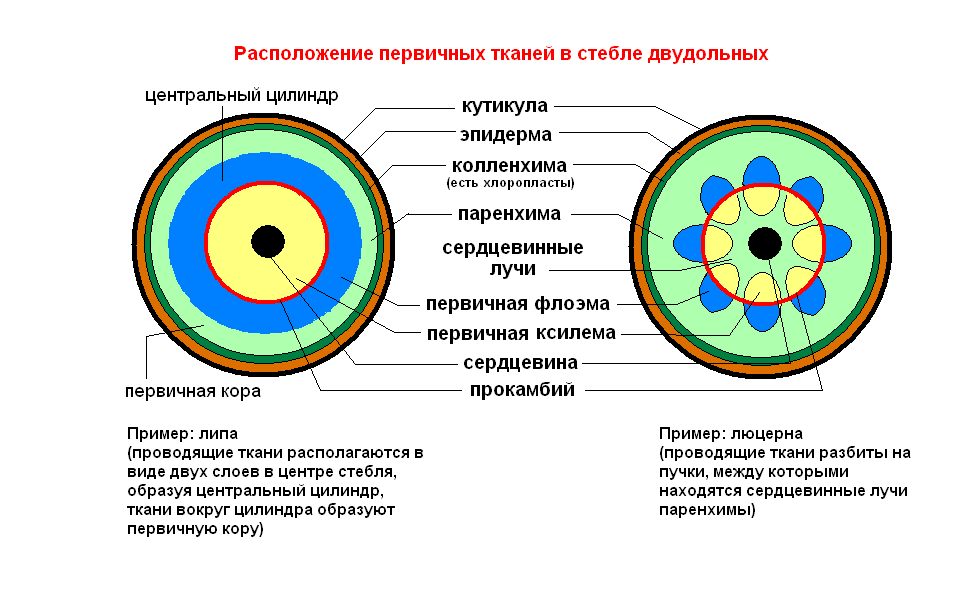 Расположение первичных тканей в стебле двудольных
центральный цилиндр
кутикула
эпидерма
колленхима
(есть хлоропласты)
паренхима
сердцевинные
лучи
первичная флоэма
первичная ксилема
сердцевина
прокамбий
первичная кора
Пример: липа
(проводящие ткани располагаются в
виде двух слоев в центре стебля,
образуя центральный цилиндр,
ткани вокруг цилиндра образуют
первичную кору)
Пример: люцерна
(проводящие ткани разбиты на
пучки, между которыми
находятся сердцевинные лучи
паренхимы)